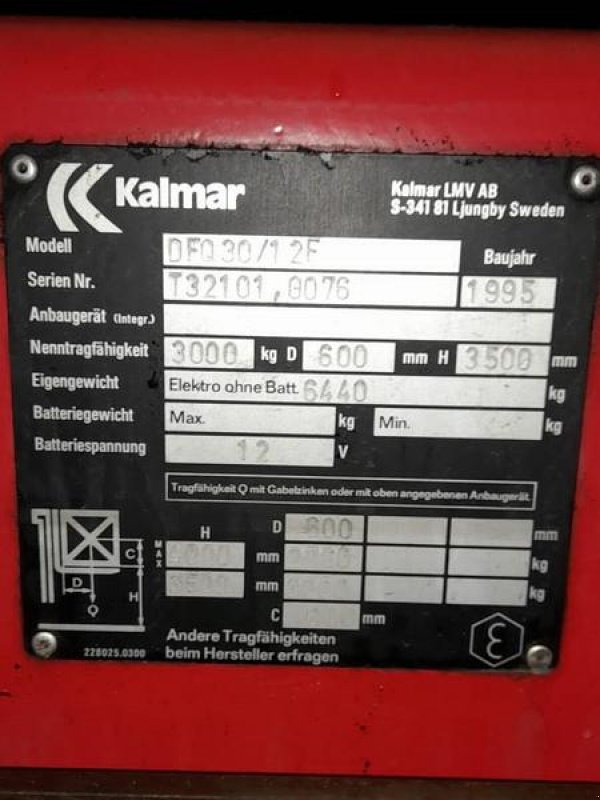 Kalmar
Kalmar LMV AB
S-341 81 Ljungby Sweden
Modell DFQ30/12F Baujahr
Serien Nr. T32101,0076 1995
Anbaugerät (Integr.)
Nenntragfähigkeit 3000 kg D 600 mm H 3500 mm
Eigengewicht Elektro ohne Batt. 6440 kg
Batteriegewicht Max. kg Min. kg
Batteriespannung 12 V
Tragfähigkeit Q mit Gabelzinken oder mit oben angegebenen Anbaugerät.
H D 600 mm
MAX 4000 mm kg
3500 mm kg
C mm
C
D
H
Q
Andere Tragfähigkeiten
beim Hersteller erfragen
228025.0300